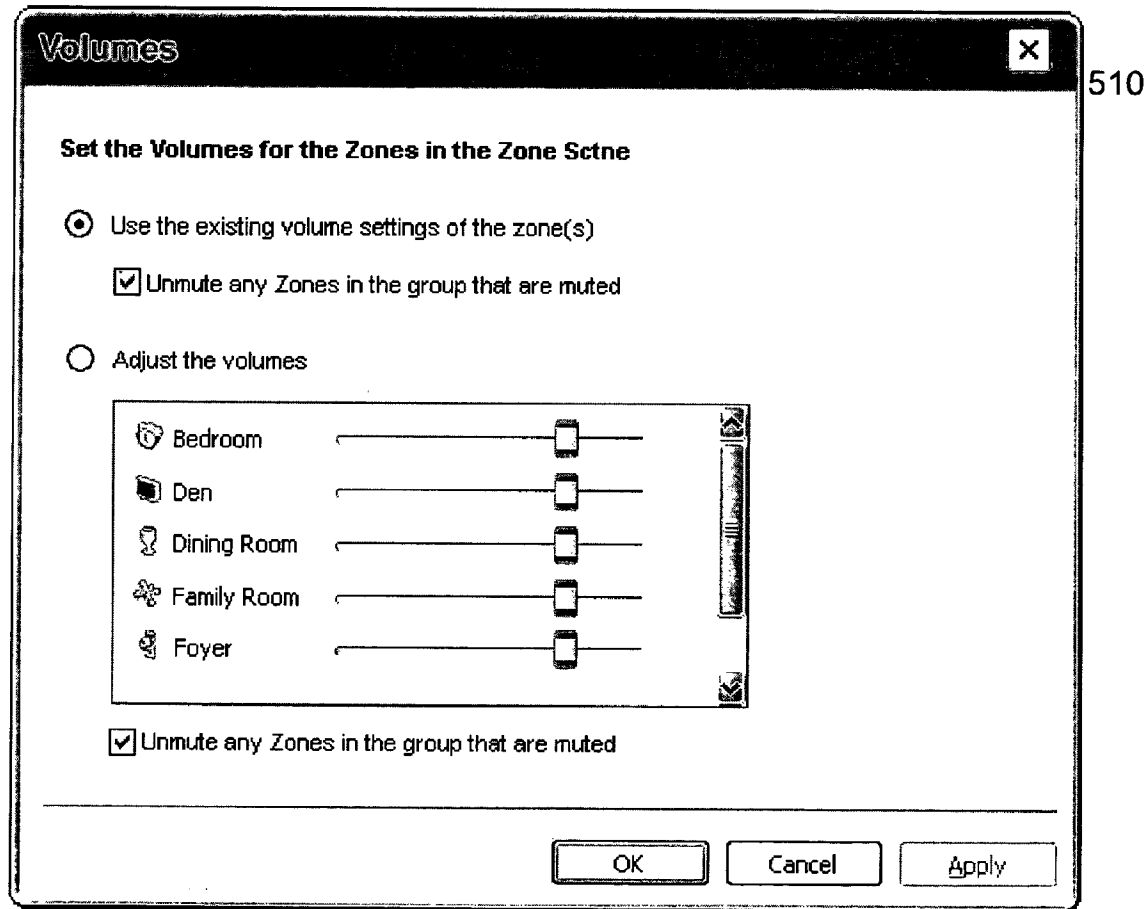 Volumes
510
Set the Volumes for the Zones in the Zone Sctne
Use the existing volume settings of the zone(s)
Unmute any Zones in the group that are muted
Adjust the volumes
Bedroom
Den
Dining Room
Family Room
Foyer
Unmute any Zones in the group that are muted
OK
Cancel
Apply